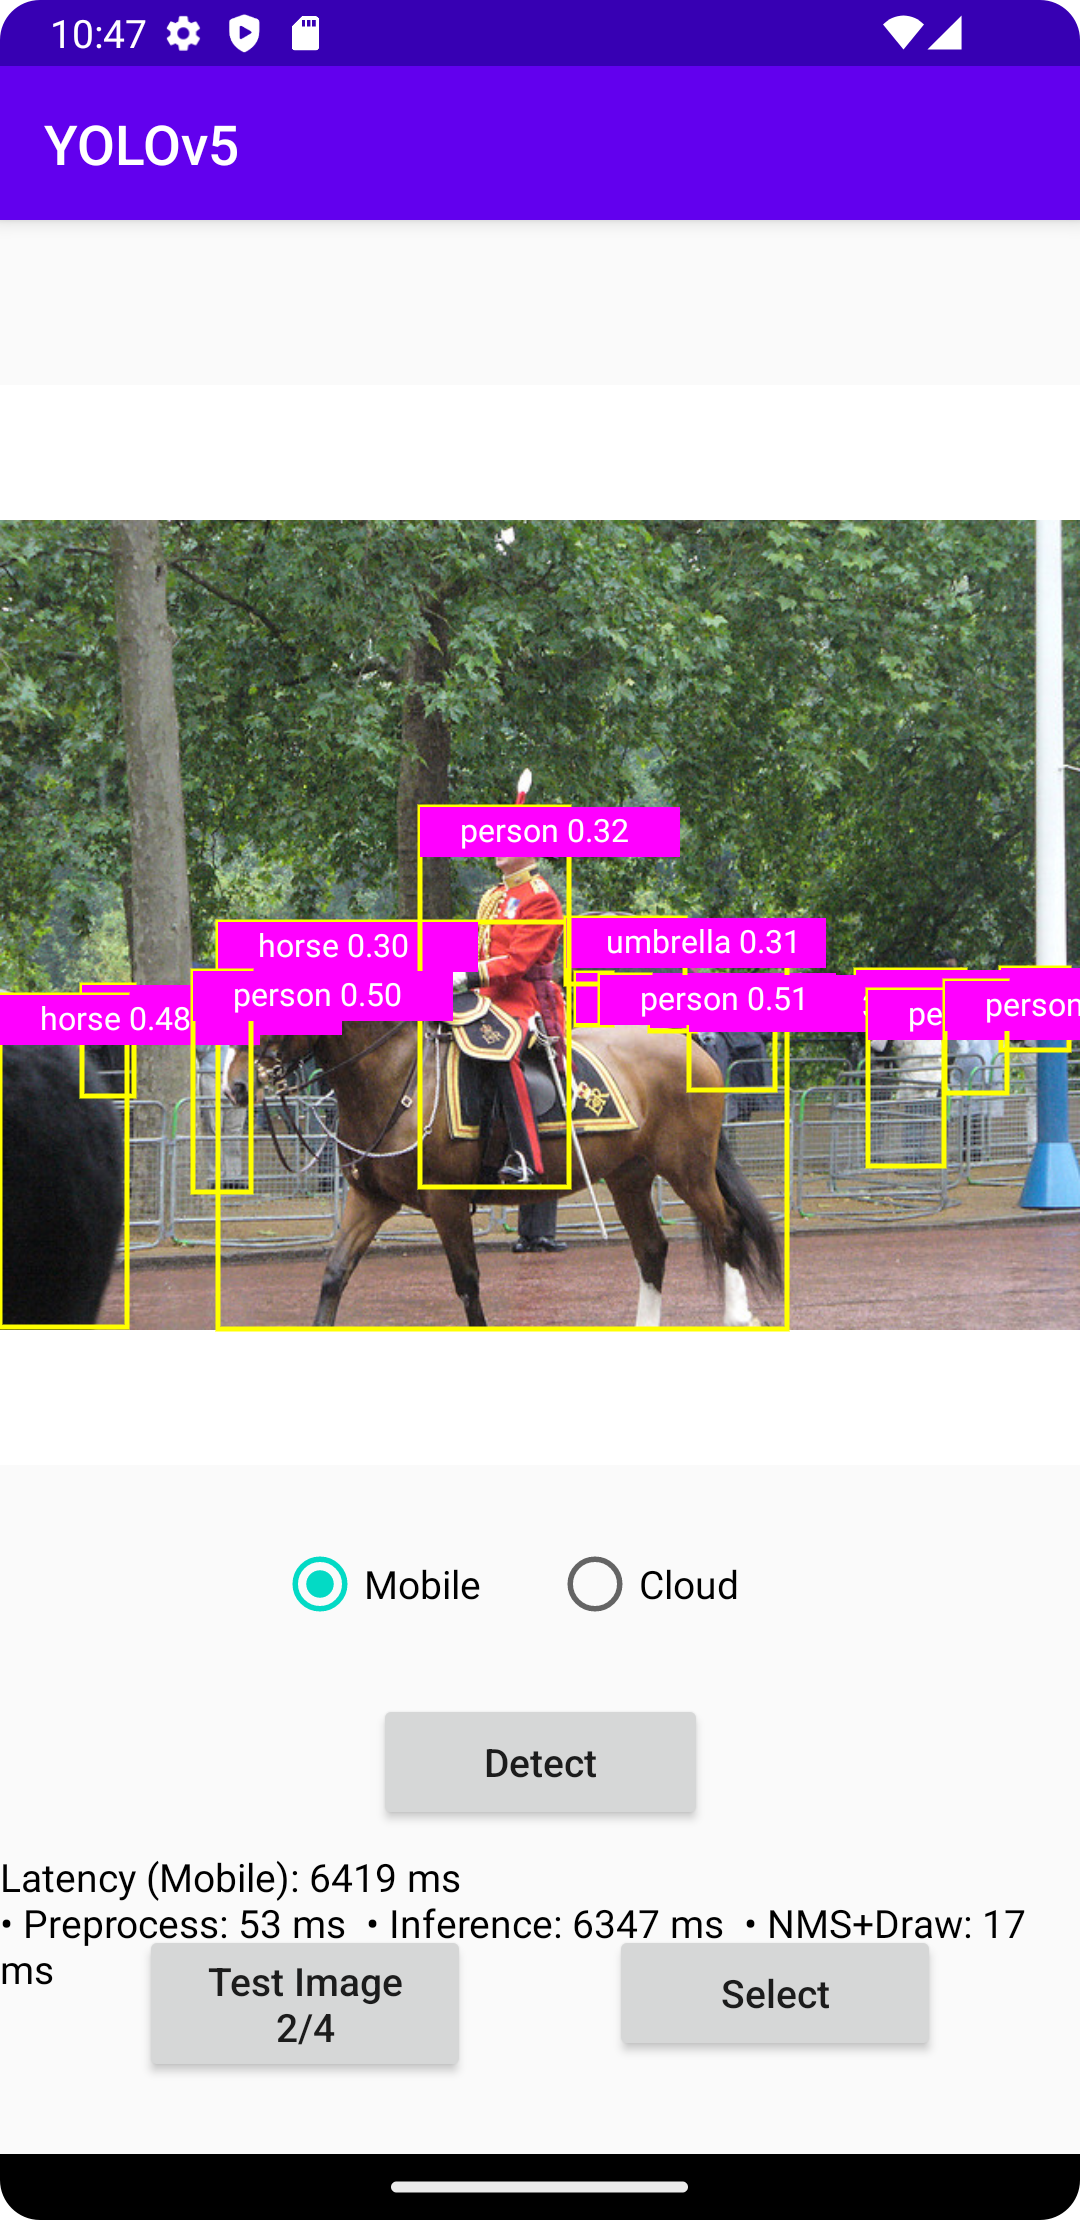 10:47
YOLOv5
person 0.32
horse 0.30
umbrella 0.31
person 0.50
person 0.51
horse 0.48
pe
person
Mobile
Cloud
Detect
Latency (Mobile): 6419 ms
• Preprocess: 53 ms • Inference: 6347 ms • NMS+Draw: 17
ms
Test Image
2/4
Select